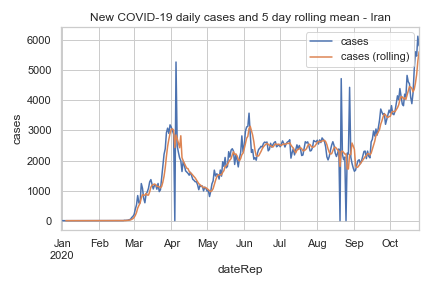 New COVID-19 daily cases and 5 day rolling mean - Iran
cases
cases (rolling)
6000
5000
4000
3000
2000
1000
0
cases
Jan Feb Mar Apr May Jun Jul Aug Sep Oct
2020
dateRep